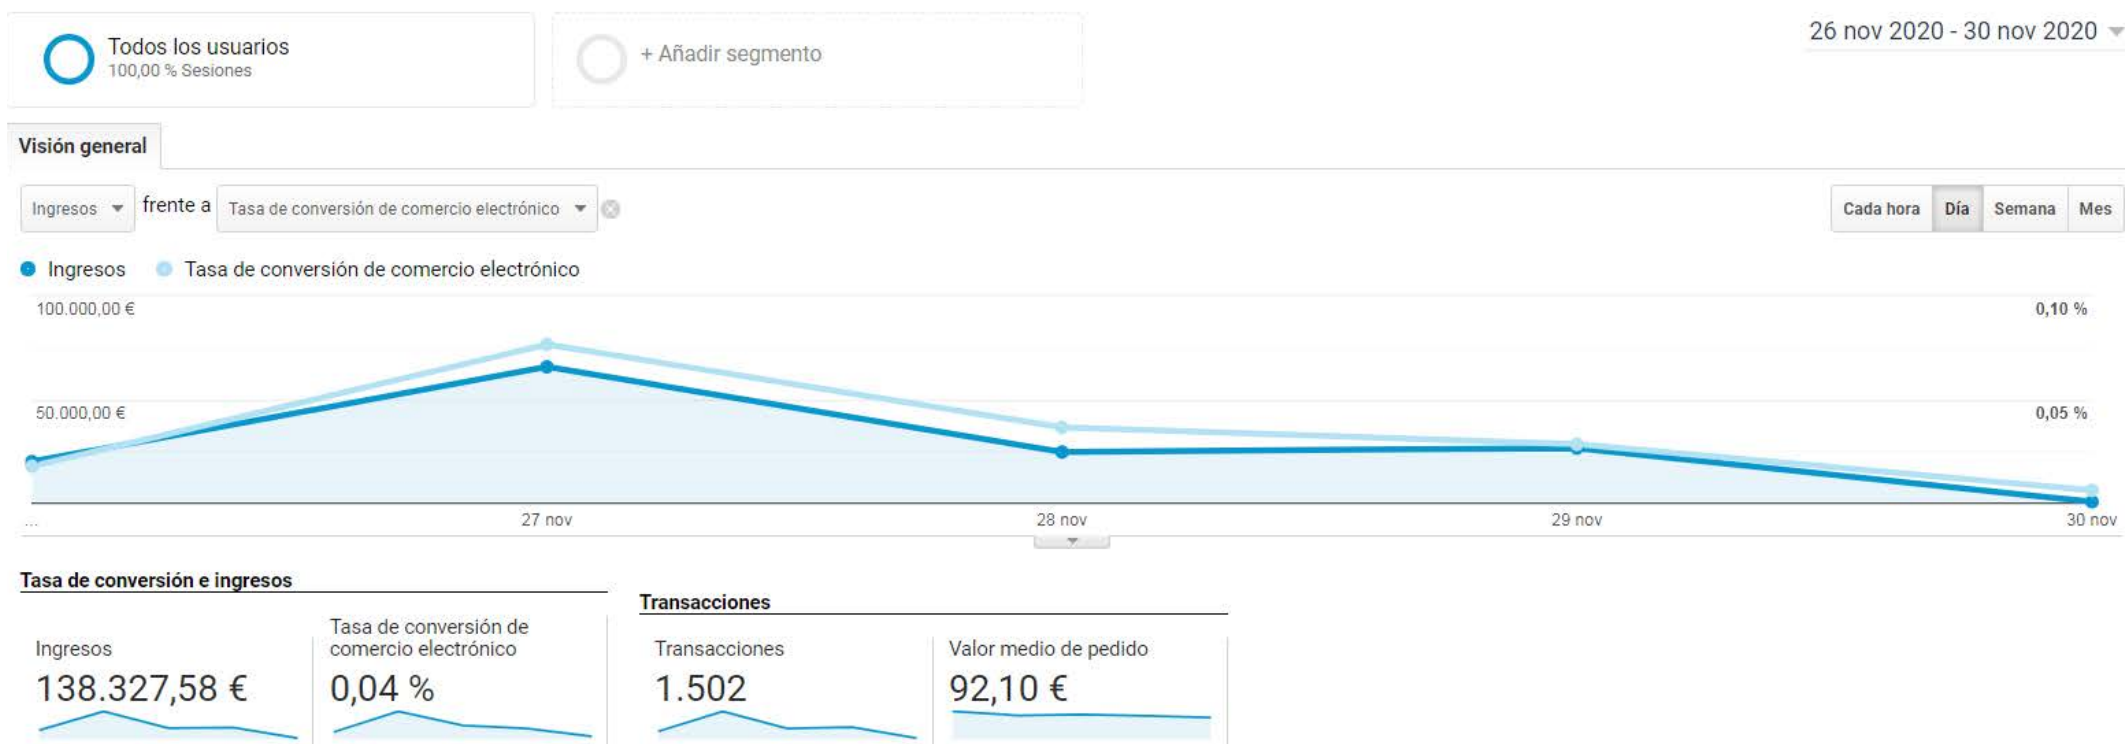 Todos los usuarios
100,00 % Sesiones
+ Añadir segmento
26 nov 2020 - 30 nov 2020
Visión general
Ingresos frente a Tasa de conversión de comercio electrónico
Cada hora Día Semana Mes
Ingresos Tasa de conversión de comercio electrónico
100.000,00 € 0,10 %
50.000,00 € 0,05 %
... 27 nov 28 nov 29 nov 30 nov
Tasa de conversión e ingresos
Ingresos
138.327,58 €
Tasa de conversión de
comercio electrónico
0,04 %
Transacciones
Transacciones
1.502
Valor medio de pedido
92,10 €